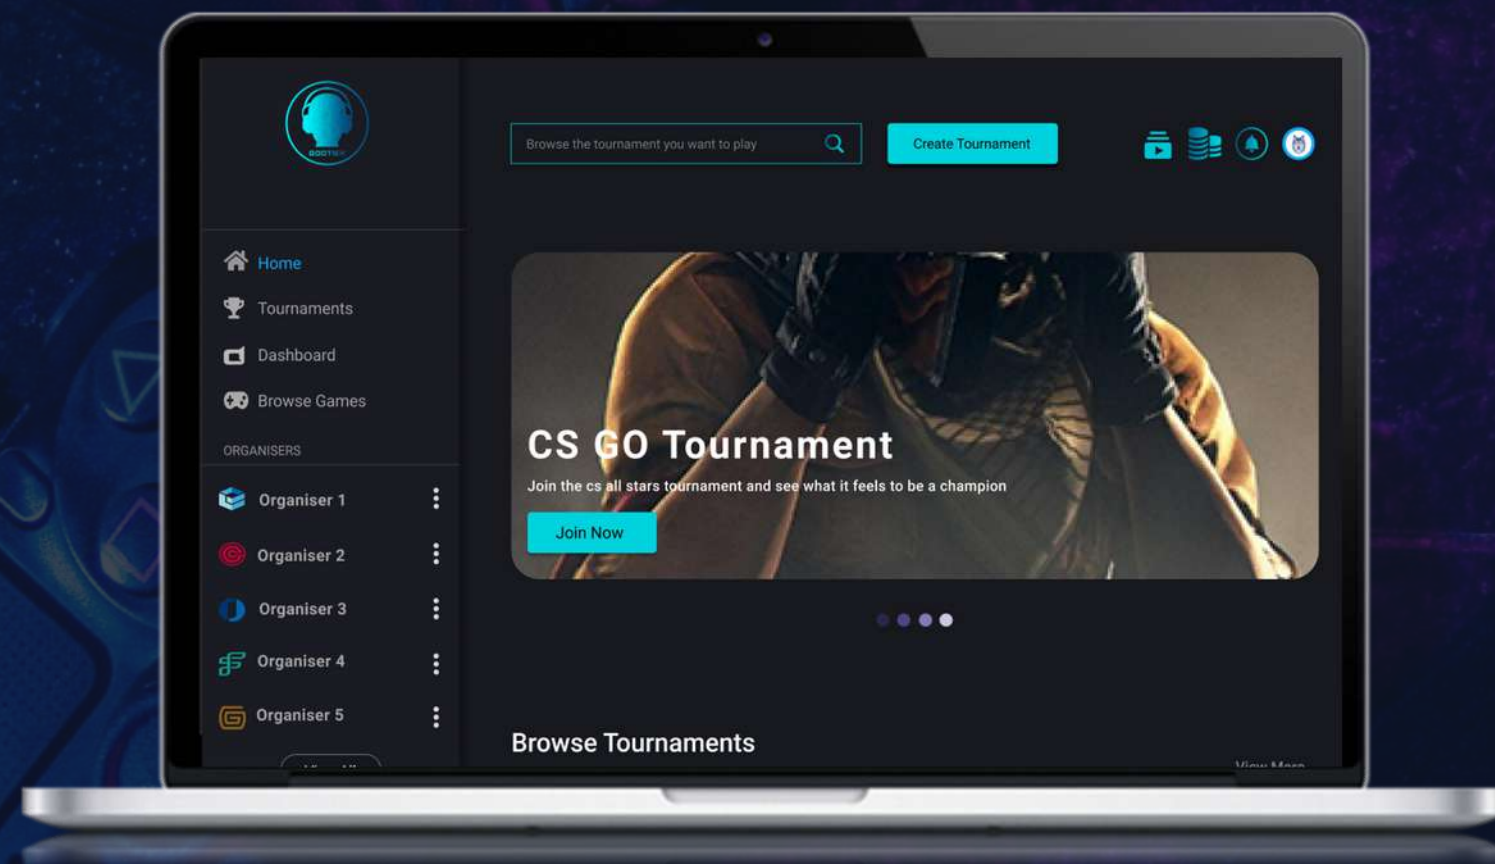 Browse the tournament you want to play
Create Tournament
Home
Tournaments
Dashboard
Browse Games
ORGANISERS
Organiser 1
Organiser 2
Organiser 3
Organiser 4
Organiser 5
CS GO Tournament
Join the cs all stars tournament and see what it feels to be a champion
Join Now
Browse Tournaments
View More